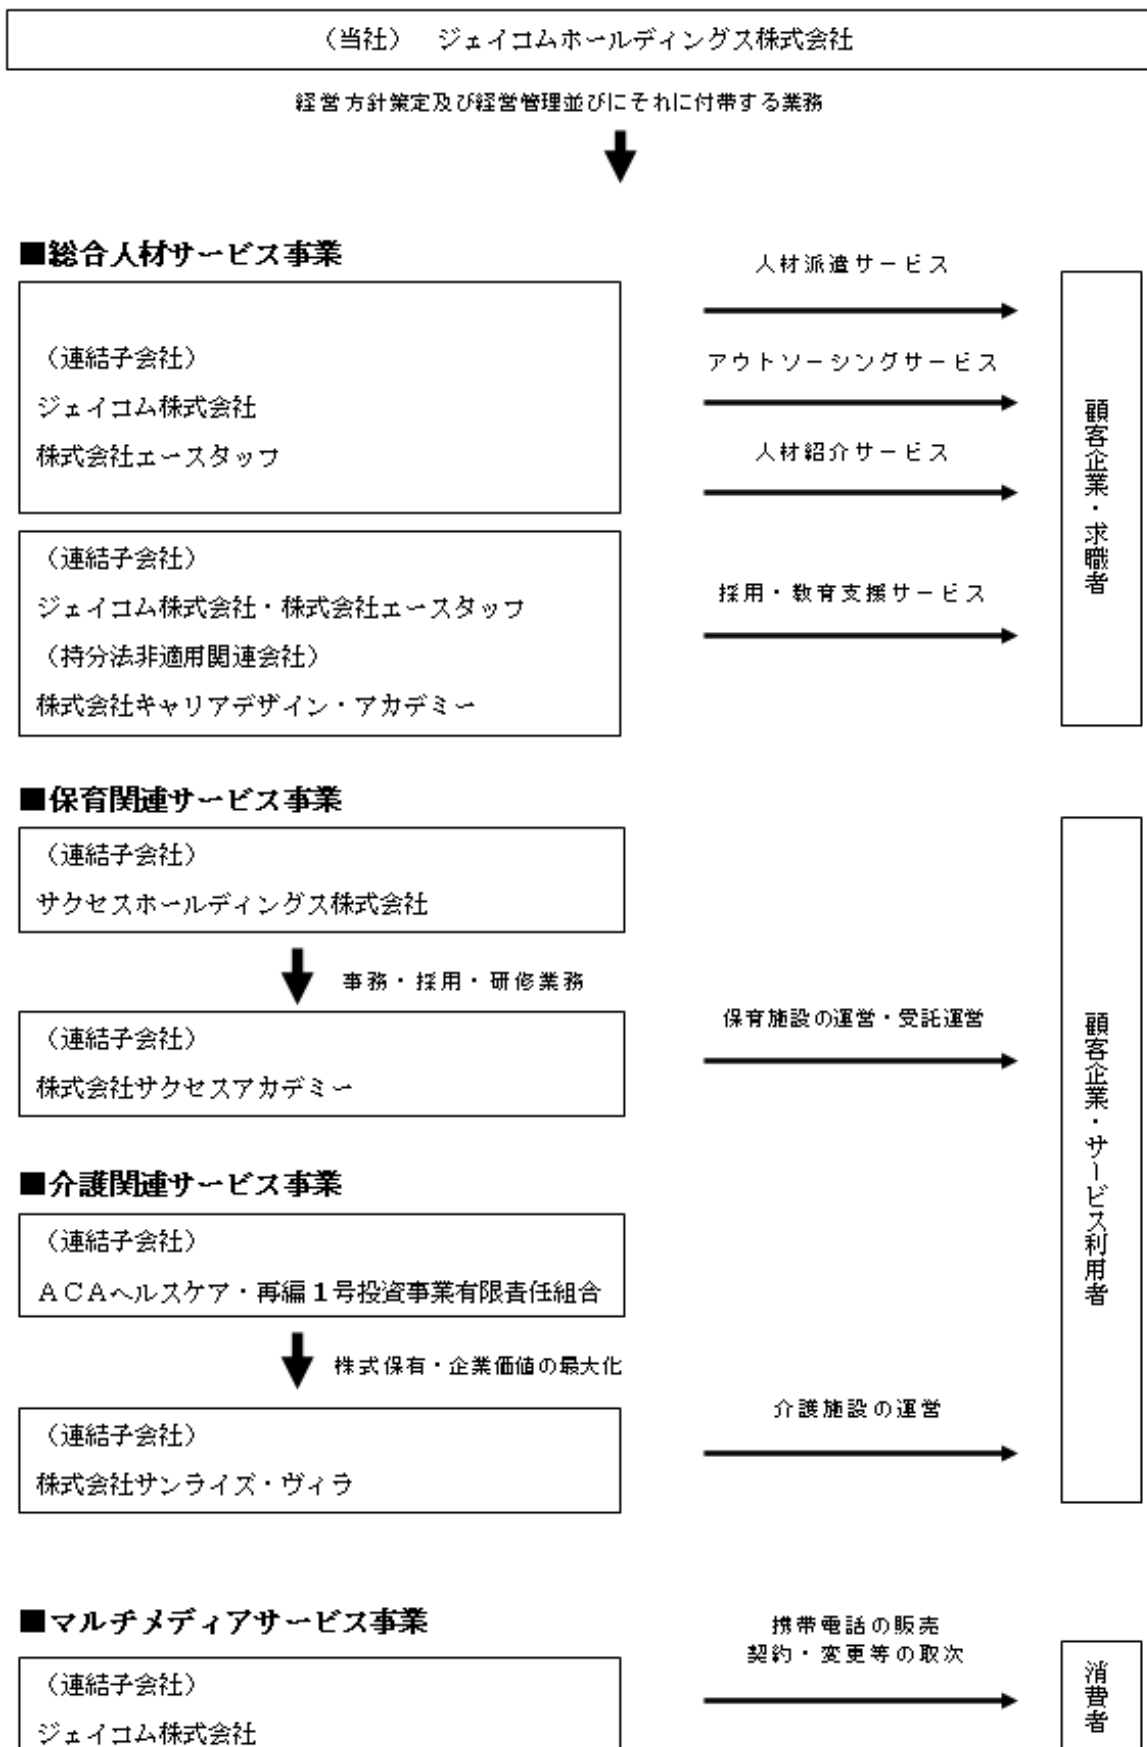 （当社）　ジェイコムホールディングス株式会社
経営方針策定及び経営管理並びにそれに付帯する業務
■総合人材サービス事業
（連結子会社）
ジェイコム株式会社
株式会社エースタッフ
人材派遣サービス
アウトソーシングサービス
人材紹介サービス
（連結子会社）
ジェイコム株式会社・株式会社エースタッフ
（持分法非適用関連会社）
株式会社キャリアデザイン・アカデミー
採用・教育支援サービス
顧客企業・求職者
■保育関連サービス事業
（連結子会社）
サクセスホールディングス株式会社
事務・採用・研修業務
（連結子会社）
株式会社サクセスアカデミー
保育施設の運営・受託運営
■介護関連サービス事業
（連結子会社）
ＡＣＡヘルスケア・再編１号投資事業有限責任組合
株式保有・企業価値の最大化
（連結子会社）
株式会社サンライズ・ヴィラ
介護施設の運営
顧客企業・サービス利用者
■マルチメディアサービス事業
（連結子会社）
ジェイコム株式会社
携帯電話の販売
契約・変更等の取次
消費者